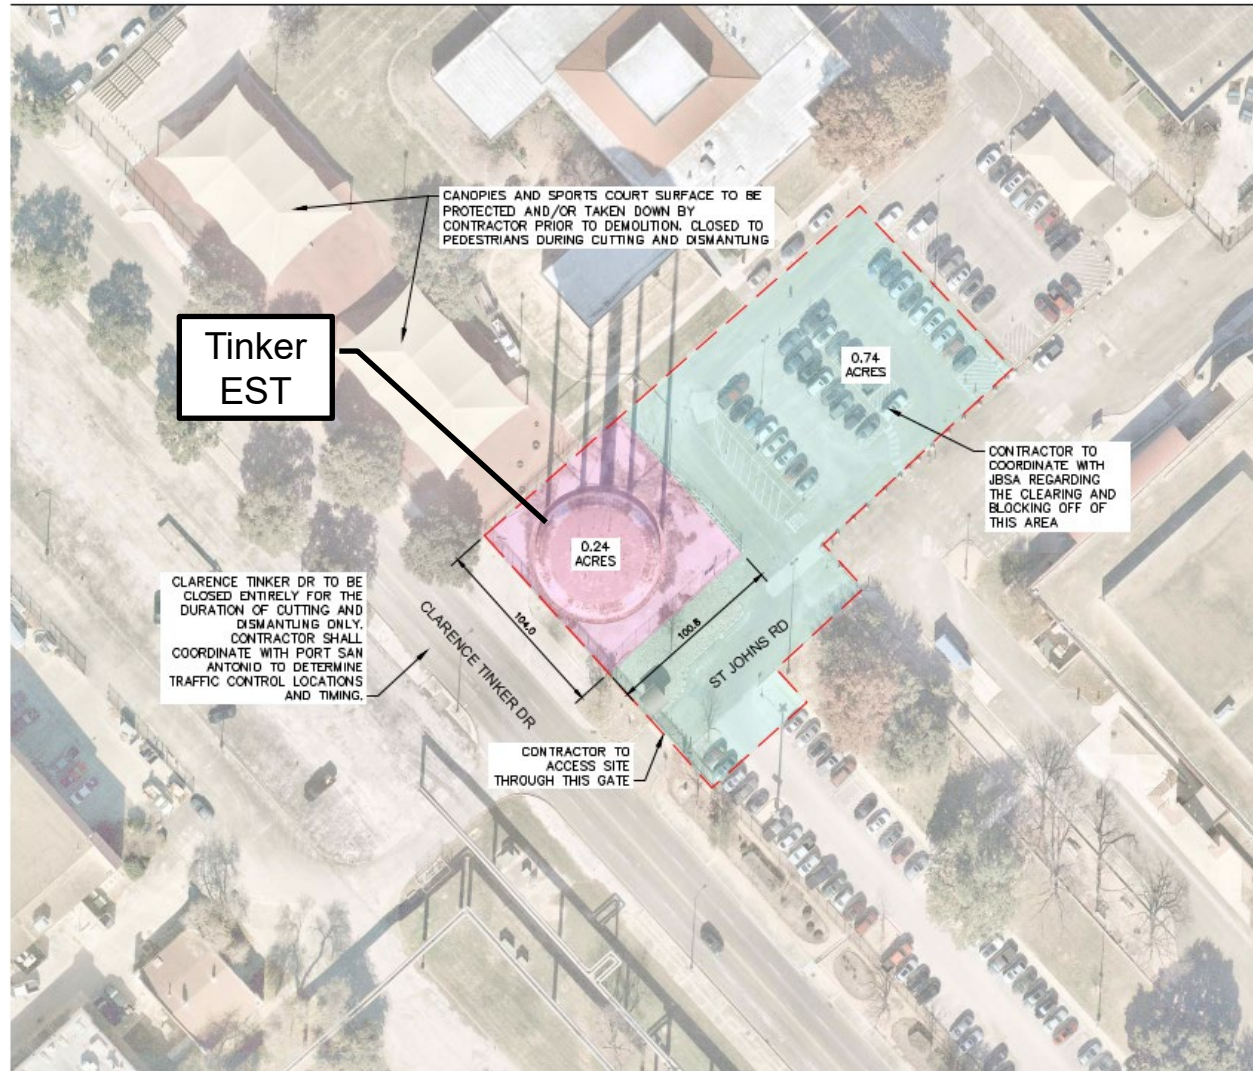 CANOPIES AND SPORTS COURT SURFACE TO BE
PROTECTED AND/OR TAKEN DOWN BY
CONTRACTOR PRIOR TO DEMOLITION. CLOSED TO
PEDESTRIANS DURING CUTTING AND DISMANTLING
Tinker
EST
0.74
ACRES
CONTRACTOR TO
COORDINATE WITH
JBSA REGARDING
THE CLEARING AND
BLOCKING OFF OF
THIS AREA
0.24
ACRES
CLARENCE TINKER DR TO BE
CLOSED ENTIRELY FOR THE
DURATION OF CUTTING AND
DISMANTLING ONLY.
CONTRACTOR SHALL
COORDINATE WITH PORT SAN
ANTONIO TO DETERMINE
TRAFFIC CONTROL LOCATIONS
AND TIMING.
104.0
100.8
CLARENCE TINKER DR
ST JOHNS RD
CONTRACTOR TO
ACCESS SITE
THROUGH THIS GATE